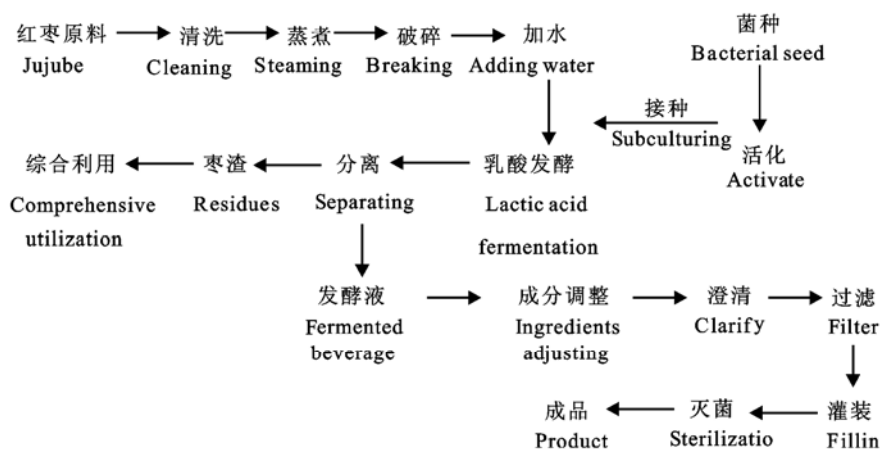 红枣原料 清洗 蒸煮 破碎 加水 菌种
Jujube Cleaning Steaming Breaking Adding water Bacterial seed
接种
Subculturing
活化
Activate
综合利用 枣渣 分离 乳酸发酵
Comprehensive Residues Separating Lactic acid
utilization fermentation
发酵液 成分调整 澄清 过滤
Fermented Ingredients Clarify Filter
beverage adjusting
成品 灭菌 灌装
Product Sterilizatio Fillin